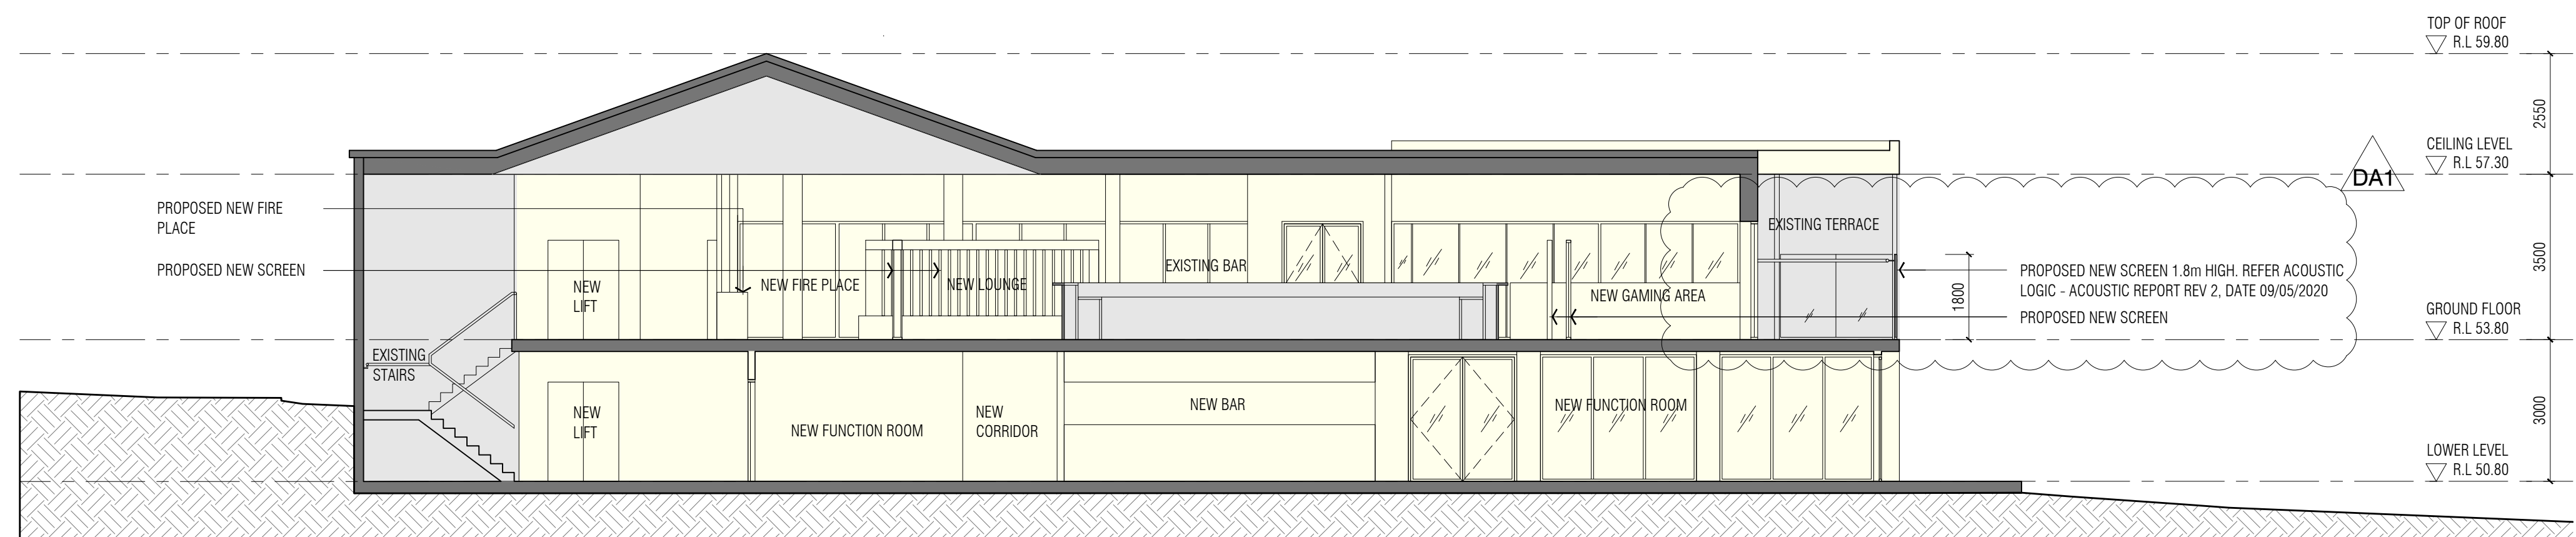 TOP OF ROOF
R.L 59.80
2550
CEILING LEVEL
R.L 57.30
DA1
PROPOSED NEW FIRE
PLACE
EXISTING TERRACE
PROPOSED NEW SCREEN
NEW
LIFT
NEW FIRE PLACE
NEW LOUNGE
EXISTING BAR
NEW GAMING AREA
1800
PROPOSED NEW SCREEN 1.8m HIGH. REFER ACOUSTIC
LOGIC - ACOUSTIC REPORT REV 2, DATE 09/05/2020
PROPOSED NEW SCREEN
3500
GROUND FLOOR
R.L 53.80
EXISTING
STAIRS
NEW
LIFT
NEW FUNCTION ROOM
NEW
CORRIDOR
NEW BAR
NEW FUNCTION ROOM
3000
LOWER LEVEL
R.L 50.80